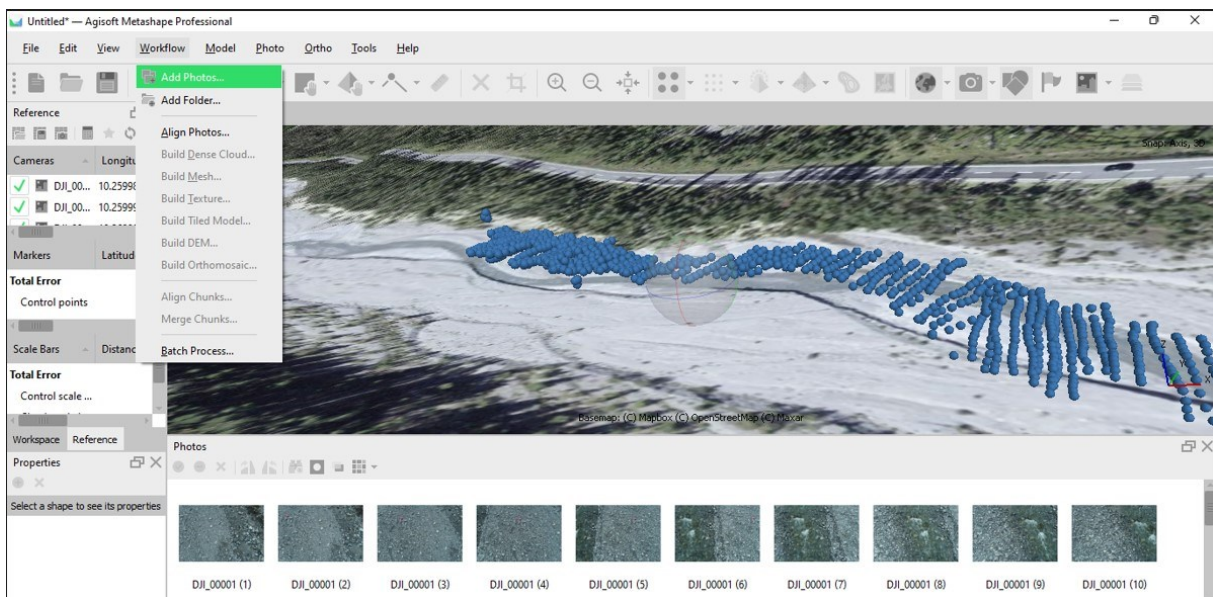 Untitled* — Agisoft Metashape Professional
File Edit View Workflow Model Photo Ortho Tools Help
Add Photos...
Add Folder...
Align Photos...
Build Dense Cloud...
Build Mesh...
Build Texture...
Build Tiled Model...
Build DEM...
Build Orthomosaic...
Align Chunks...
Merge Chunks...
Batch Process...
Reference
Cameras Longitu
DJI_00... 10.25998
DJI_00... 10.25999
Markers Latitud
Total Error
Control points
Scale Bars Distanc
Total Error
Control scale ...
Workspace Reference
Properties
Select a shape to see its properties
Snap: Axis, 3D
Z
Y
X
Basemap: (C) Mapbox (C) OpenStreetMap (C) Maxar
Photos
DJI_00001 (1) DJI_00001 (2) DJI_00001 (3) DJI_00001 (4) DJI_00001 (5) DJI_00001 (6) DJI_00001 (7) DJI_00001 (8) DJI_00001 (9) DJI_00001 (10)